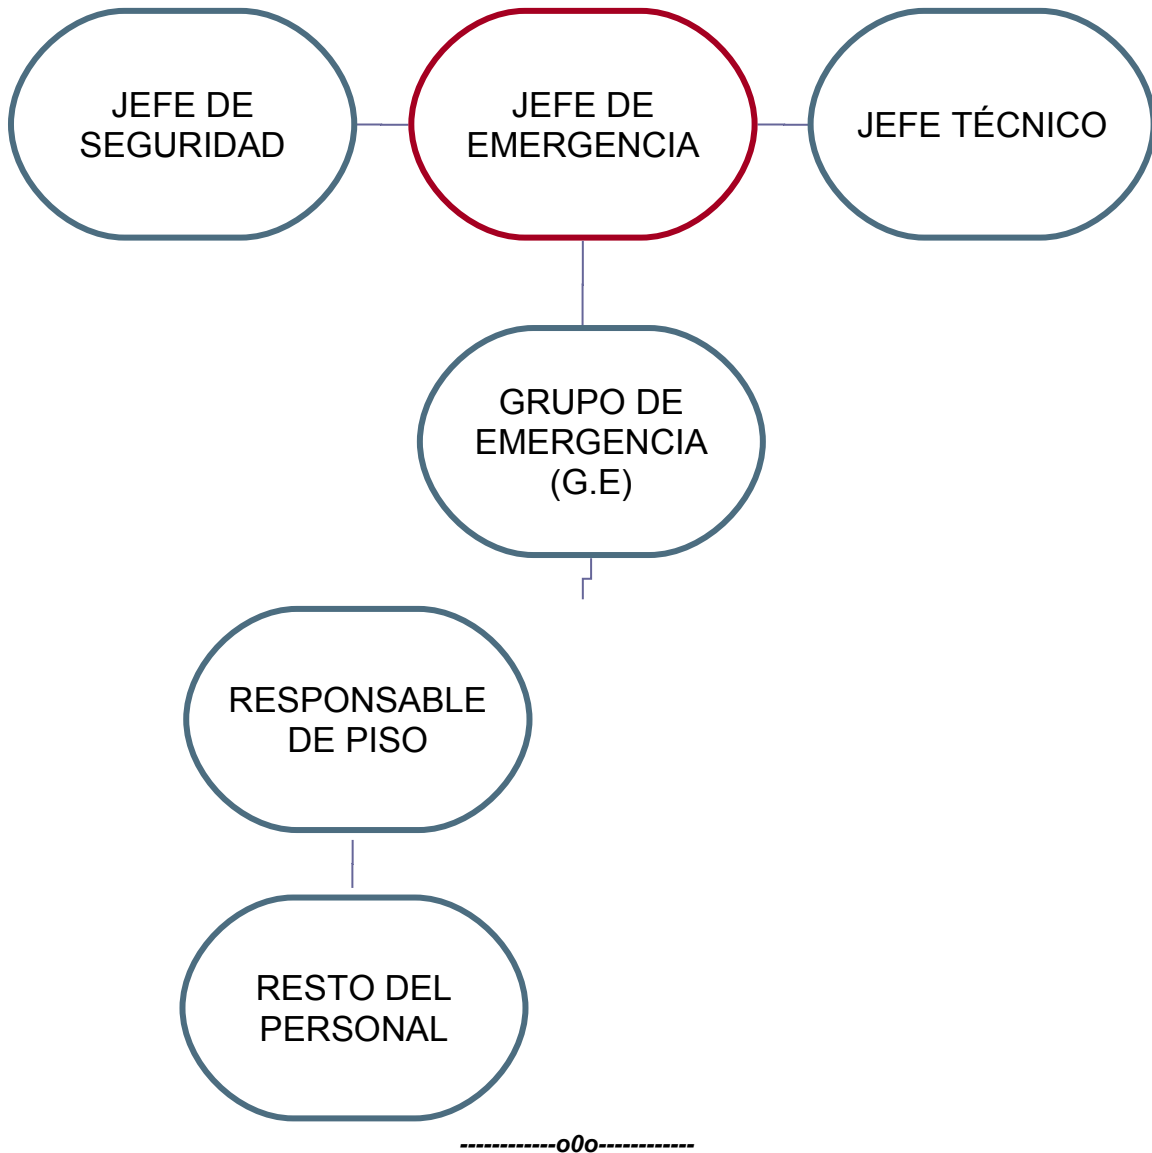 JEFE DE
SEGURIDAD
JEFE DE
EMERGENCIA
JEFE TÉCNICO
GRUPO DE
EMERGENCIA
(G.E)
RESPONSABLE
DE PISO
RESTO DEL
PERSONAL
------------o0o------------